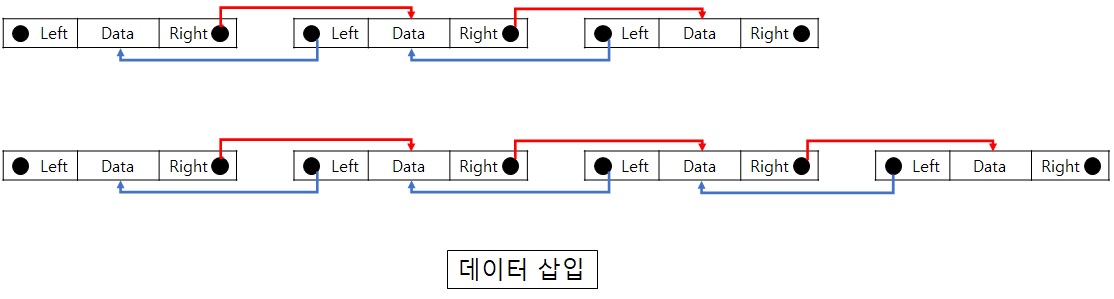 Left Data Right Left Data Right Left Data Right
Left Data Right Left Data Right Left Data Right Left Data Right
데이터 삽입